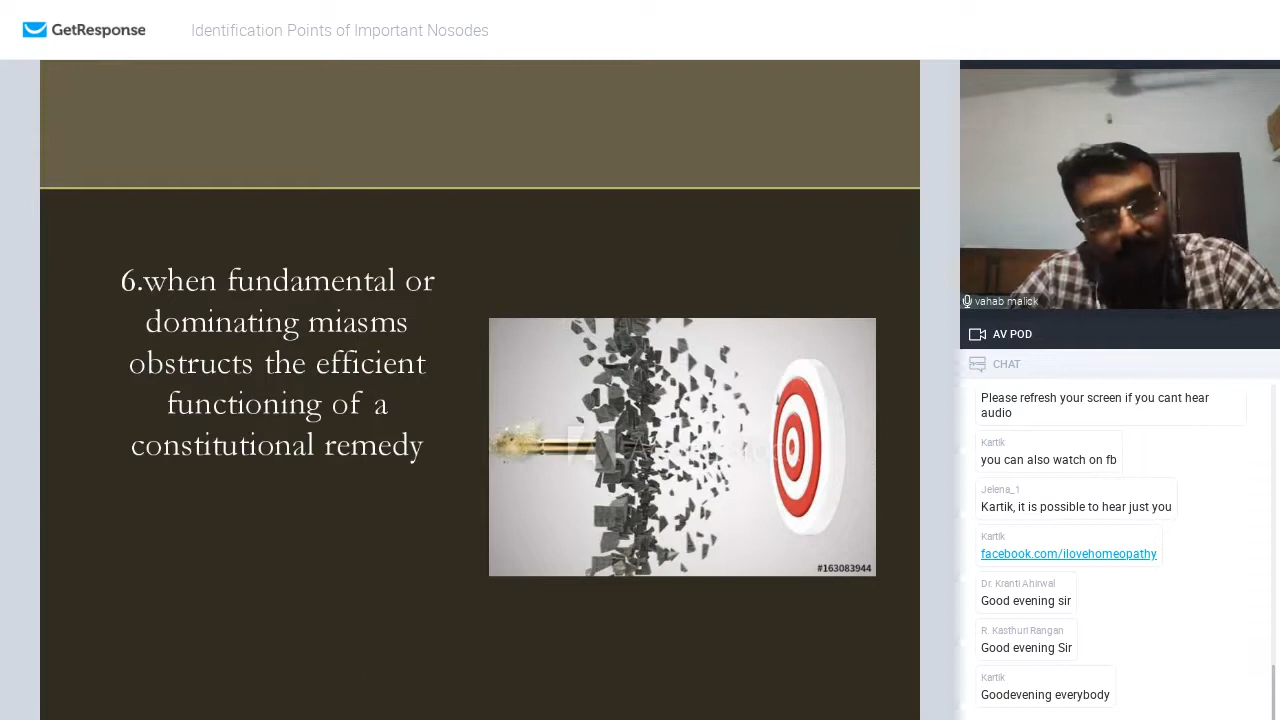 GetResponse
Identification Points of Important Nosodes
6.when fundamental or
dominating miasms
obstructs the efficient
functioning of a
constitutional remedy
#163083944
vahab malick
AV POD
CHAT
Please refresh your screen if you cant hear
audio
Kartik
you can also watch on fb
Jelena_1
Kartik, it is possible to hear just you
Kartik
facebook.com/ilovehomeopathy
Dr. Kranti Ahirwal
Good evening sir
R. Kasthuri Rangan
Good evening Sir
Kartik
Goodevening everybody